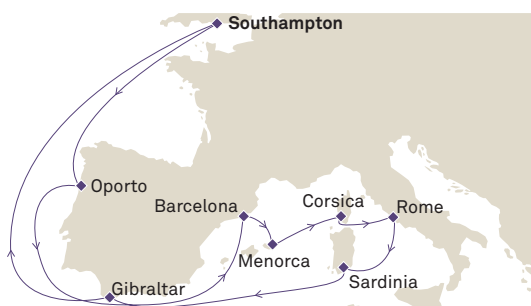 Southampton
Oporto
Barcelona
Corsica
Rome
Menorca
Sardinia
Gibraltar